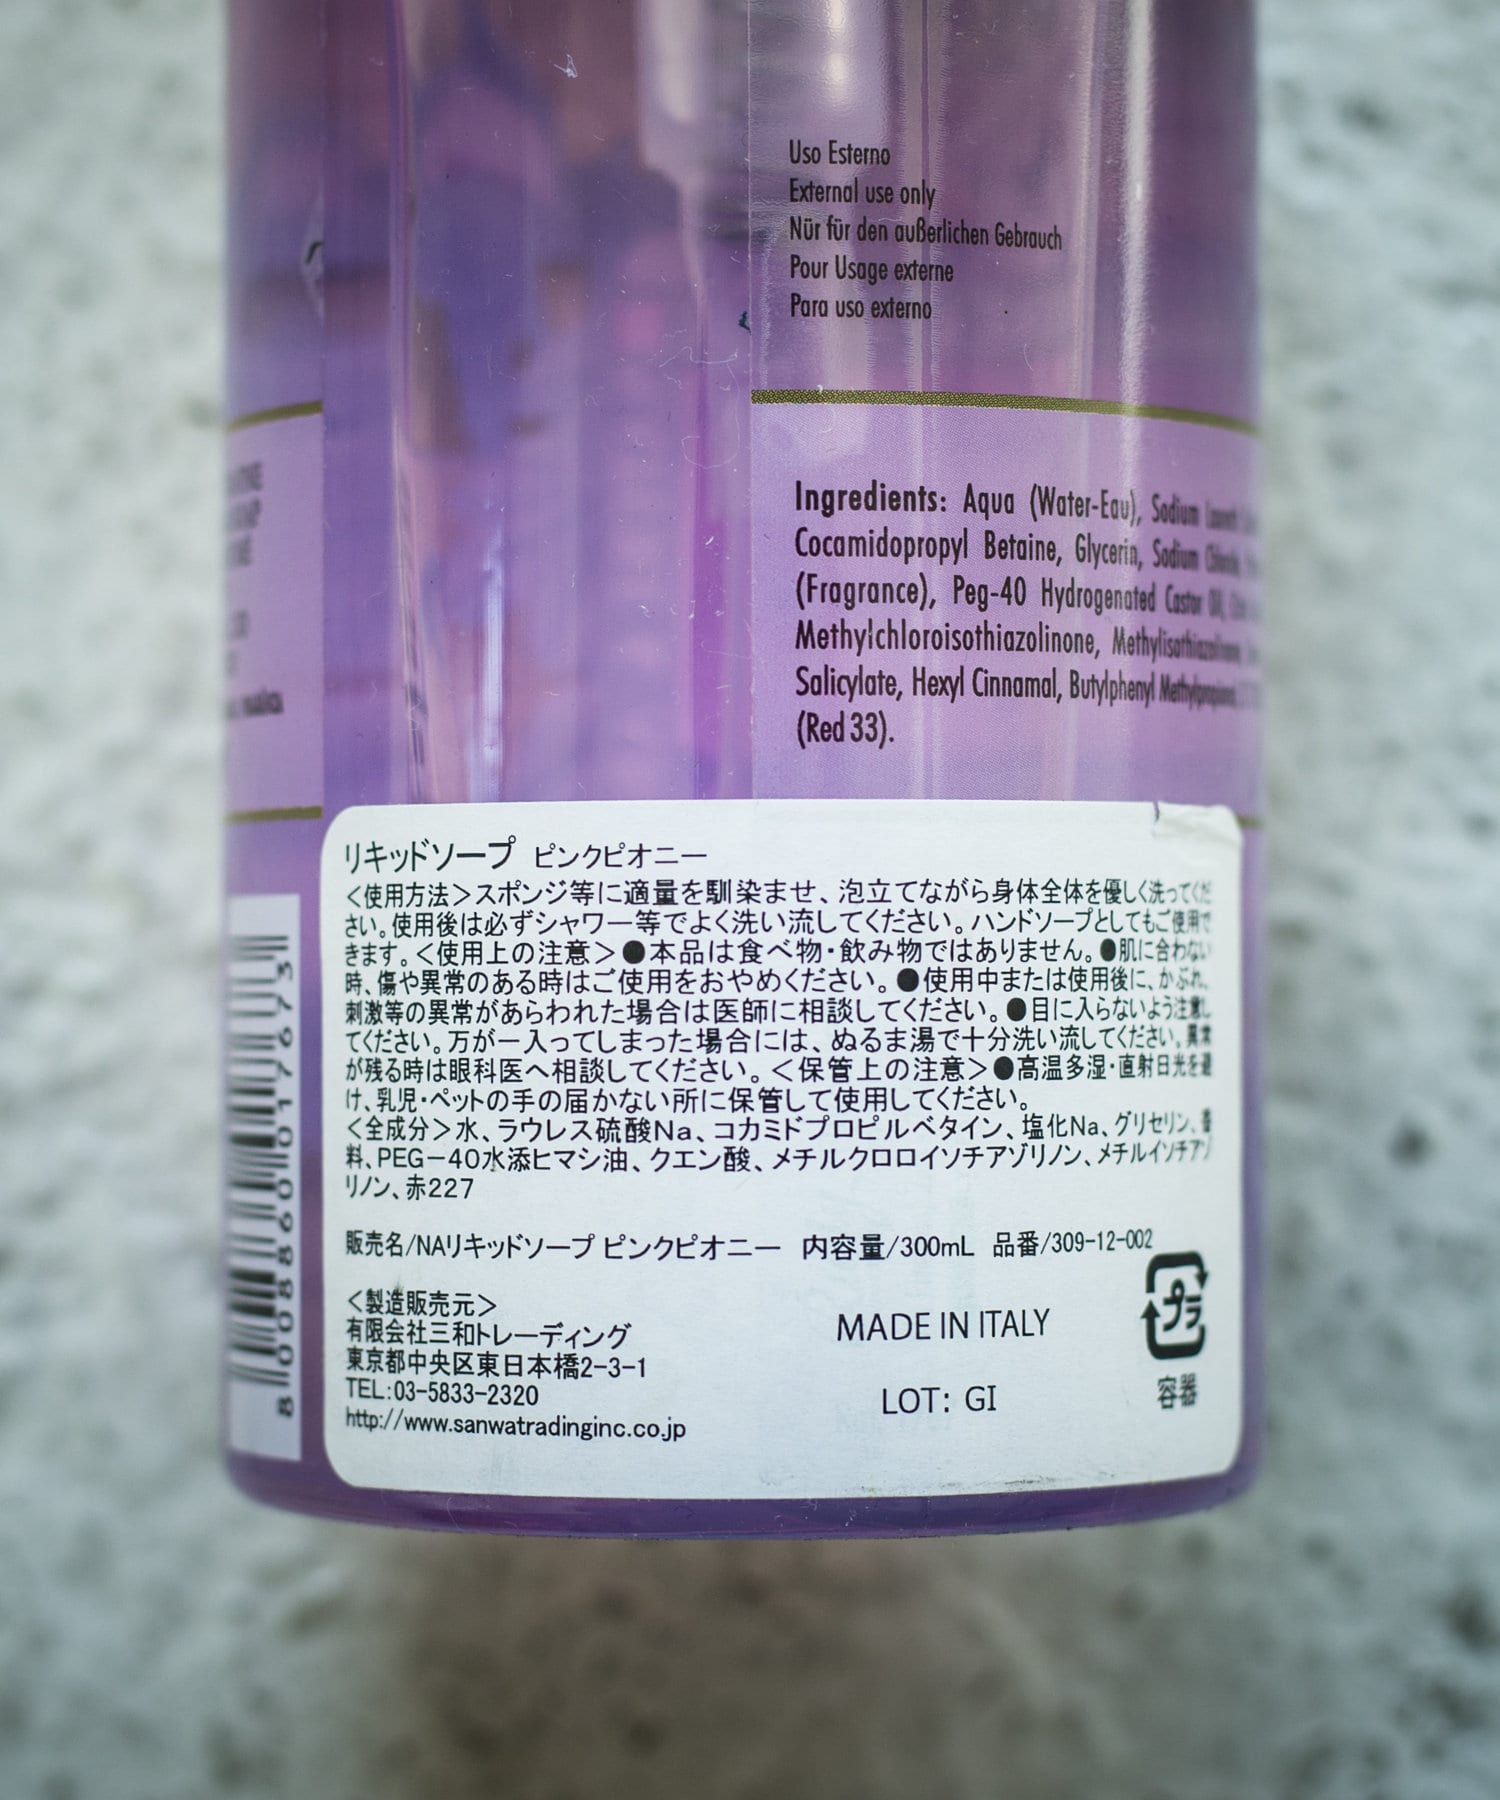 Uso Esterno
External use only
Nür für den außerlichen Gebrauch
Pour Usage externe
Para uso externo
Ingredients: Aqua (Water-Eau), Sodium Laureth
Cocamidopropyl Betaine, Glycerin, Sodium Chloride,
(Fragrance), Peg-40 Hydrogenated Castor Oil,
Methylchloroisothiazolinone, Methylisothiazolinone,
Salicylate, Hexyl Cinnamal, Butylphenyl
(Red 33).
リキッドソープ ピンクピオニー
<使用方法>スポンジ等に適量を馴染ませ、泡立てながら身体全体を優しく洗ってくだ
さい。使用後は必ずシャワー等でよく洗い流してください。ハンドソープとしてもご使用で
きます。<使用上の注意>●本品は食べ物・飲み物ではありません。●肌に合わない
時、傷や異常のある時はご使用をおやめください。●使用中または使用後に、かぶれ、
刺激等の異常があらわれた場合は医師に相談してください。●目に入らないよう注意し
てください。万が一入ってしまった場合には、ぬるま湯で十分洗い流してください。異常
が残る時は眼科医へ相談してください。<保管上の注意>●高温多湿・直射日光を避
け、乳児・ペットの手の届かない所に保管して使用してください。
<全成分>水、ラウレス硫酸Na、コカミドプロピルベタイン、塩化Na、グリセリン、香
料、PEG－40水添ヒマシ油、クエン酸、メチルクロロイソチアゾリノン、メチルイソチアゾ
リノン、赤227
販売名/NAリキッドソープ ピンクピオニー 内容量/300mL 品番/309-12-002
<製造販売元>
有限会社三和トレーディング
東京都中央区東日本橋2-3-1
TEL:03-5833-2320
http://www.sanwatradinginc.co.jp
MADE IN ITALY
LOT: GI
プラ
容器
8008860017673